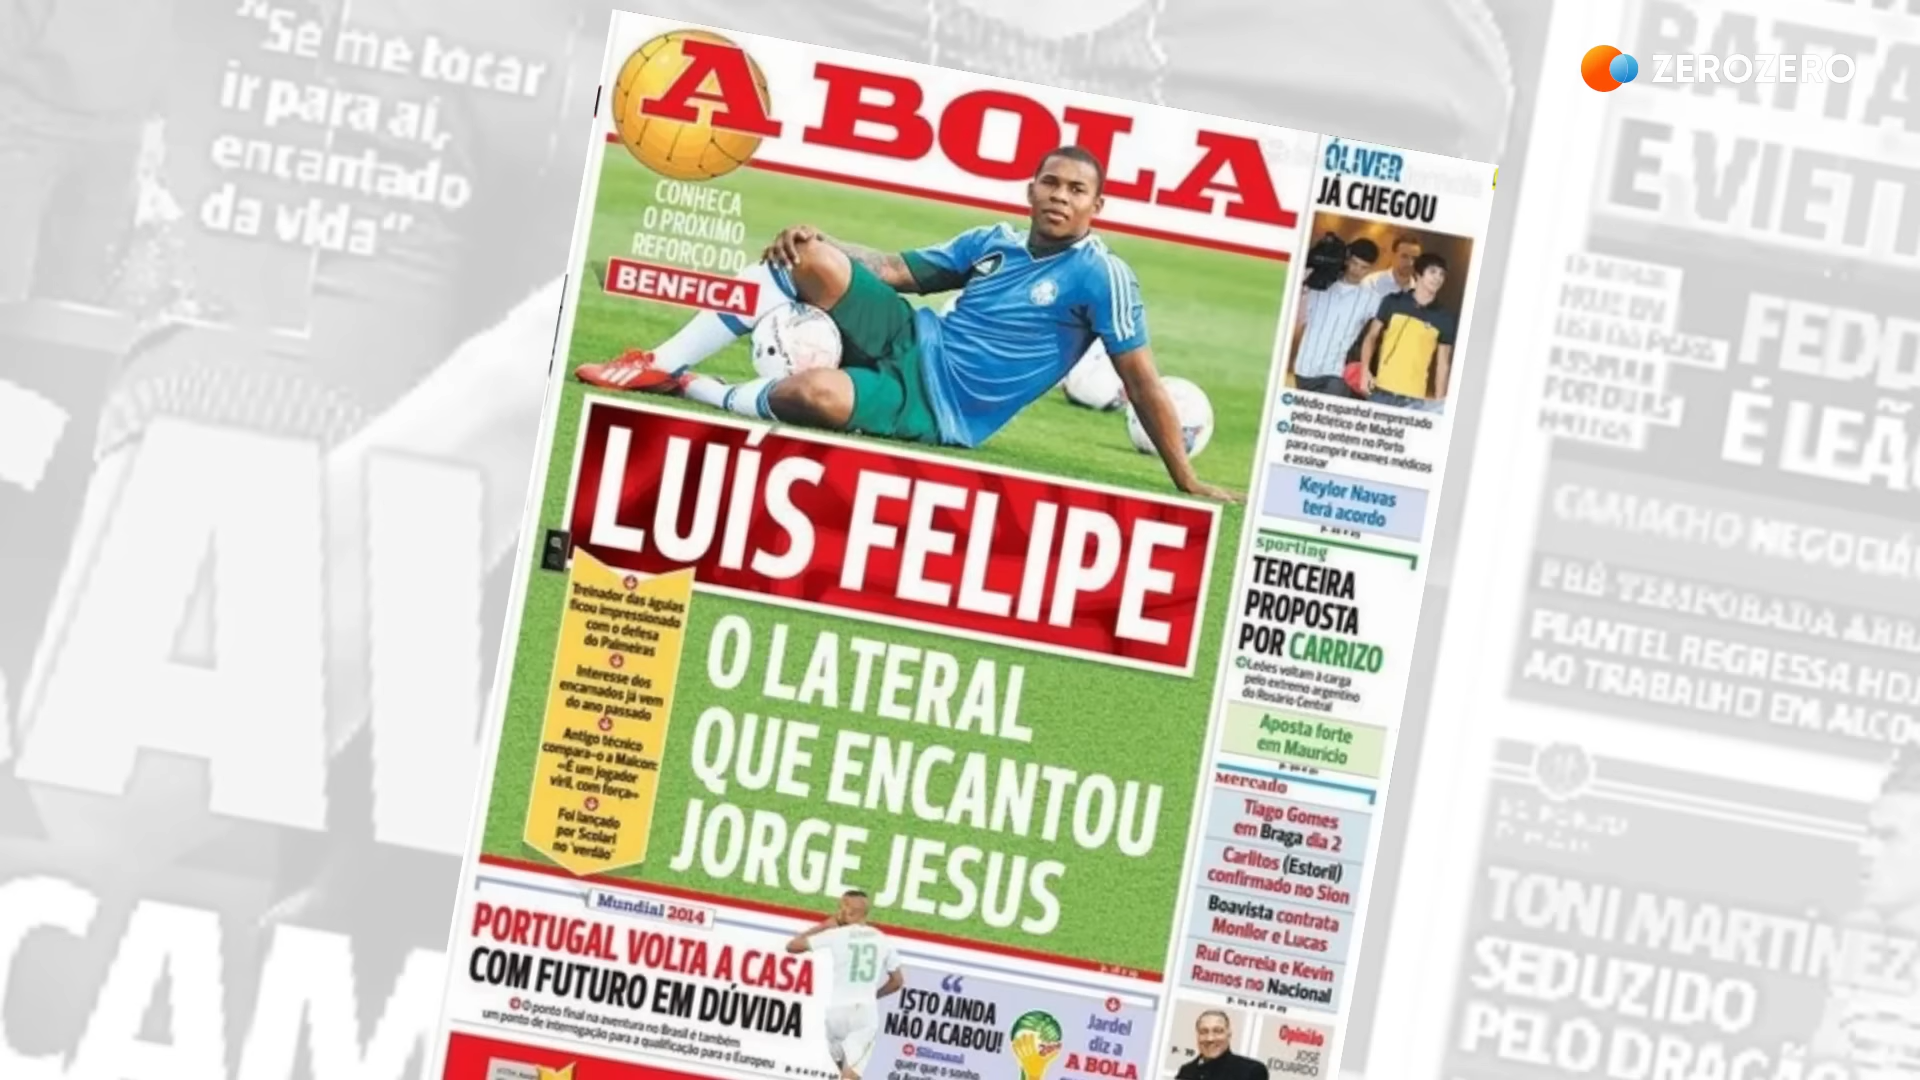 "Se me tocar
ir para aí,
encantado
da vida"
ZEROZERO
E VIETT
FEDD
É LEÃO
CAMACHO NEGOCIA
PRÉ-TEMPORADA
PLANTEL REGRESSA HOJ
AO TRABALHO EM ALCO
TONI MARTÍNEZ
SEDUZIDO
PELO DRAGÃO
A BOLA
CONHEÇA
O PRÓXIMO
REFORÇO DO
BENFICA
LUÍS FELIPE
O LATERAL
QUE ENCANTOU
JORGE JESUS
Treinador das águias
ficou impressionado
com o defesa
do Palmeiras
Interesse dos
encarnados já vem
do ano passado
Antigo técnico
compara-o a Maicon:
«É um jogador
viril, com força»
Foi lançado
por Scolari
no 'verdão'
ÓLIVER
JÁ CHEGOU
Médio espanhol emprestado
pelo Atlético de Madrid
Aterrou ontem no Porto
para cumprir exames médicos
e assinar
Keylor Navas
terá acordo
sporting
TERCEIRA
PROPOSTA
POR CARRIZO
Leões voltam à carga
pelo extremo argentino
do Rosário Central
Aposta forte
em Maurício
mercado
Tiago Gomes
em Braga dia 2
Carlitos (Estoril)
confirmado no Sion
Boavista contrata
Monllor e Lucas
Rui Correia e Kevin
Ramos no Nacional
Opinião
JOSÉ
EDUARDO
Mundial 2014
PORTUGAL VOLTA A CASA
COM FUTURO EM DÚVIDA
O ponto final na aventura no Brasil é também
um ponto de interrogação para a qualificação para o Europeu
13
"
ISTO AINDA
NÃO ACABOU!
Slimani
quer que o sonho
Jardel
diz a
A BOLA